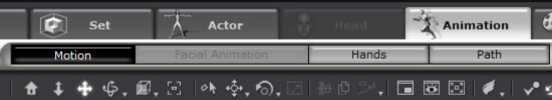 Set Actor Head Animation
Motion Facial Animation Hands Path